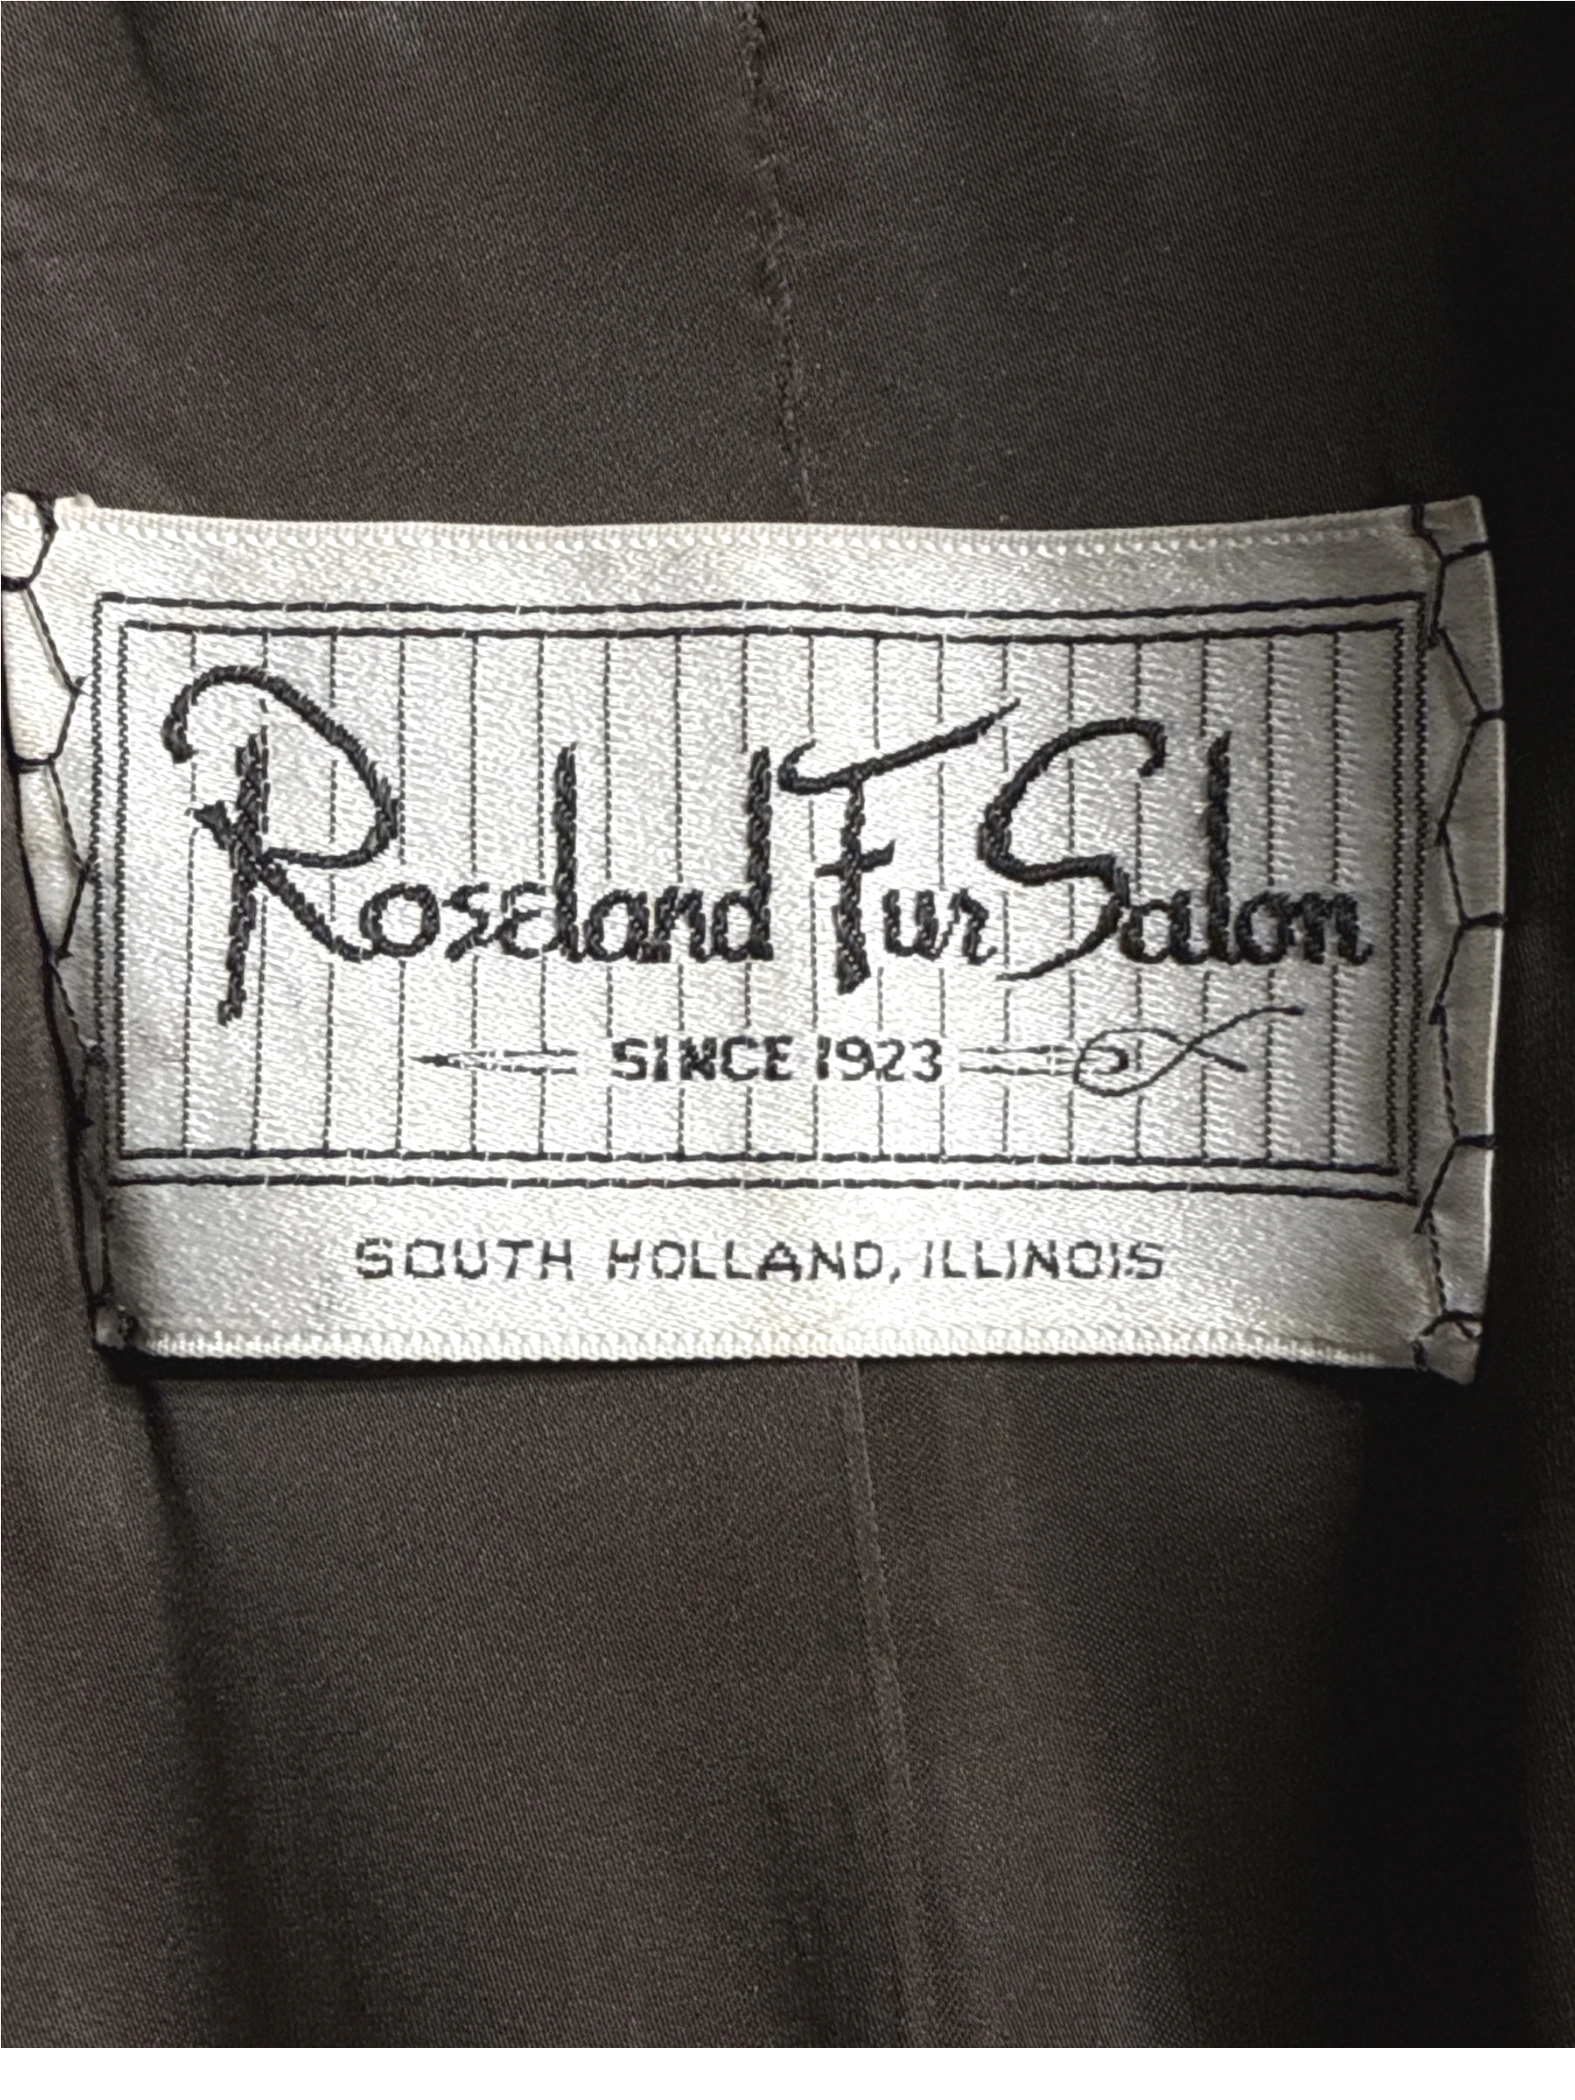 Roseland Fur Salon
SINCE 1923
SOUTH HOLLAND, ILLINOIS